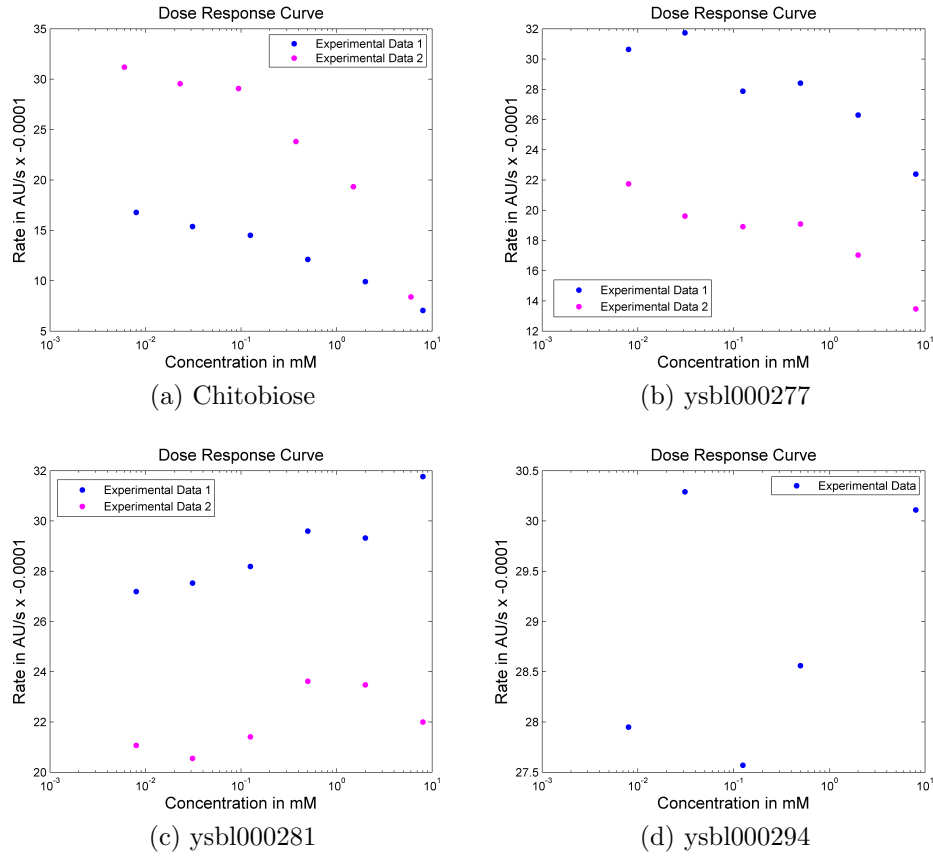 Dose Response Curve
35
30
25
20
15
10
5
Rate in AU/s x -0.0001
Experimental Data 1
Experimental Data 2
10^-3 10^-2 10^-1 10^0 10^1
Concentration in mM
(a) Chitobiose
Dose Response Curve
32
30
28
26
24
22
20
18
16
14
12
Rate in AU/s x -0.0001
Experimental Data 1
Experimental Data 2
10^-3 10^-2 10^-1 10^0 10^1
Concentration in mM
(b) ysbl000277
Dose Response Curve
32
30
28
26
24
22
20
Rate in AU/s x -0.0001
Experimental Data 1
Experimental Data 2
10^-3 10^-2 10^-1 10^0 10^1
Concentration in mM
(c) ysbl000281
Dose Response Curve
30.5
30
29.5
29
28.5
28
27.5
Rate in AU/s x -0.0001
Experimental Data
10^-3 10^-2 10^-1 10^0 10^1
Concentration in mM
(d) ysbl000294